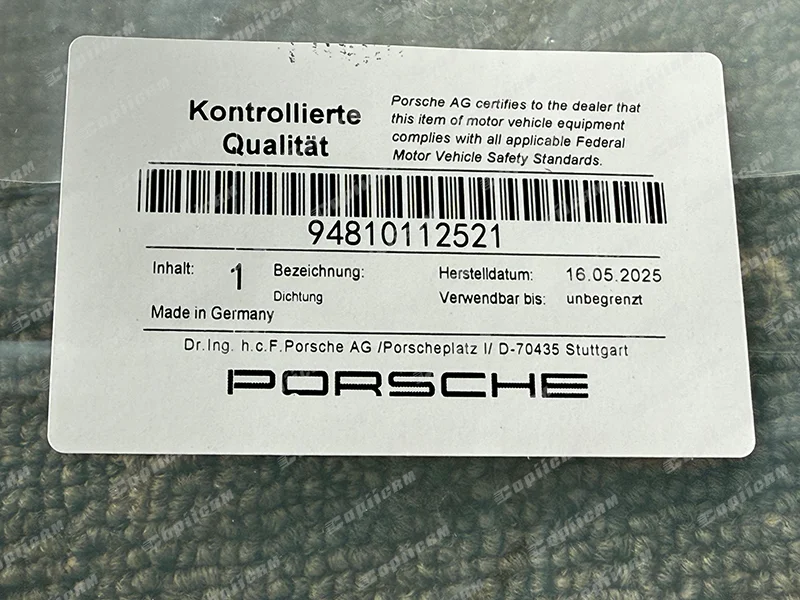 Kontrollierte
Qualität
Porsche AG certifies to the dealer that
this item of motor vehicle equipment
complies with all applicable Federal
Motor Vehicle Safety Standards.
94810112521
Inhalt: 1 Bezeichnung: Herstelldatum: 16.05.2025
Dichtung Verwendbar bis: unbegrenzt
Made in Germany
Dr.Ing. h.c.F.Porsche AG /Porscheplatz I/ D-70435 Stuttgart
PORSCHE